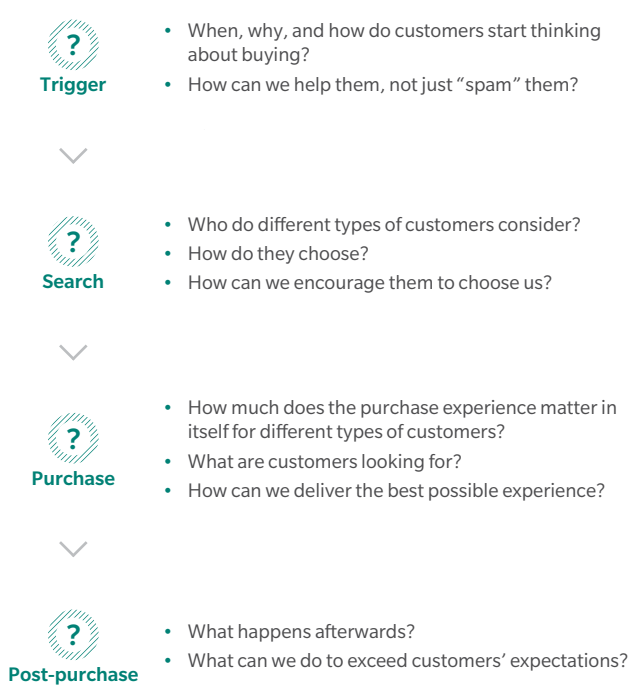 ?
Trigger
• When, why, and how do customers start thinking
about buying?
• How can we help them, not just “spam” them?
?
Search
• Who do different types of customers consider?
• How do they choose?
• How can we encourage them to choose us?
?
Purchase
• How much does the purchase experience matter in
itself for different types of customers?
• What are customers looking for?
• How can we deliver the best possible experience?
?
Post-purchase
• What happens afterwards?
• What can we do to exceed customers’ expectations?